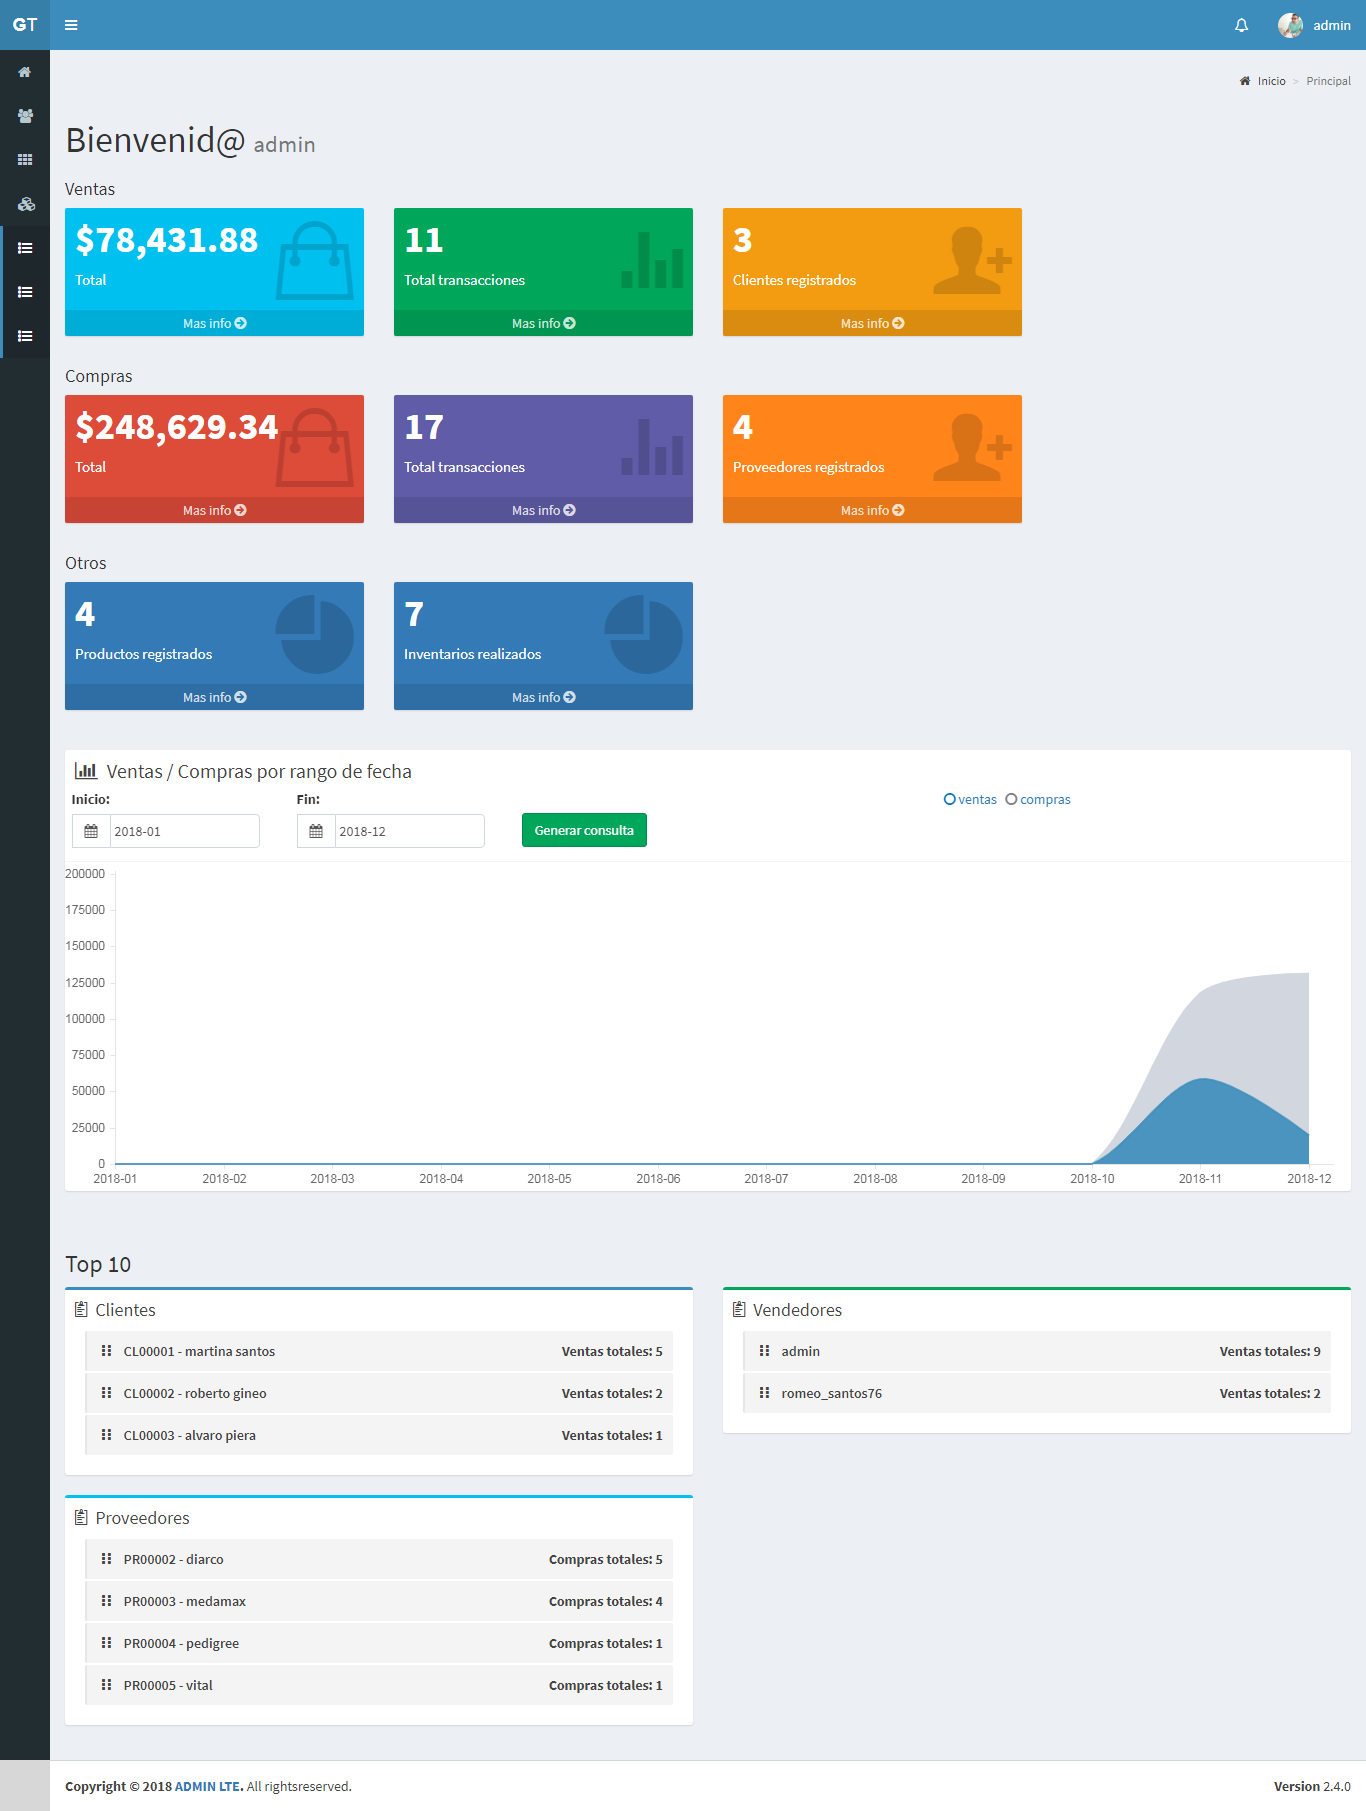 GT
admin
Inicio > Principal
Bienvenid@ admin
Ventas
$78,431.88
Total
Mas info
11
Total transacciones
Mas info
3
Clientes registrados
Mas info
Compras
$248,629.34
Total
Mas info
17
Total transacciones
Mas info
4
Proveedores registrados
Mas info
Otros
4
Productos registrados
Mas info
7
Inventarios realizados
Mas info
Ventas / Compras por rango de fecha
Inicio:
2018-01
Fin:
2018-12
Generar consulta
ventas compras
200000
175000
150000
125000
100000
75000
50000
25000
0
2018-01 2018-02 2018-03 2018-04 2018-05 2018-06 2018-07 2018-08 2018-09 2018-10 2018-11 2018-12
Top 10
Clientes
CL00001 - martina santos Ventas totales: 5
CL00002 - roberto gineo Ventas totales: 2
CL00003 - alvaro piera Ventas totales: 1
Vendedores
admin Ventas totales: 9
romeo_santos76 Ventas totales: 2
Proveedores
PR00002 - diarco Compras totales: 5
PR00003 - medamax Compras totales: 4
PR00004 - pedigree Compras totales: 1
PR00005 - vital Compras totales: 1
Copyright © 2018 ADMIN LTE. All rightsreserved.
Version 2.4.0